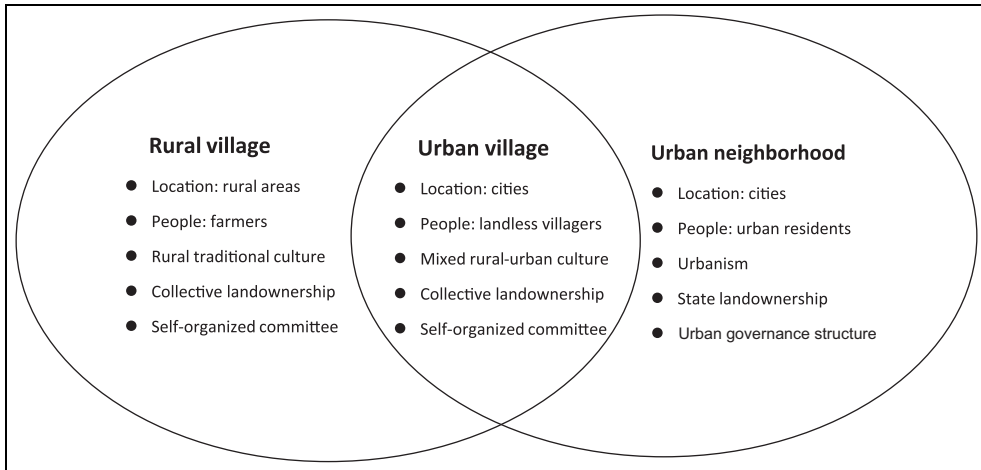 Rural village
● Location: rural areas
● People: farmers
● Rural traditional culture
● Collective landownership
● Self-organized committee
Urban village
● Location: cities
● People: landless villagers
● Mixed rural-urban culture
● Collective landownership
● Self-organized committee
Urban neighborhood
● Location: cities
● People: urban residents
● Urbanism
● State landownership
● Urban governance structure